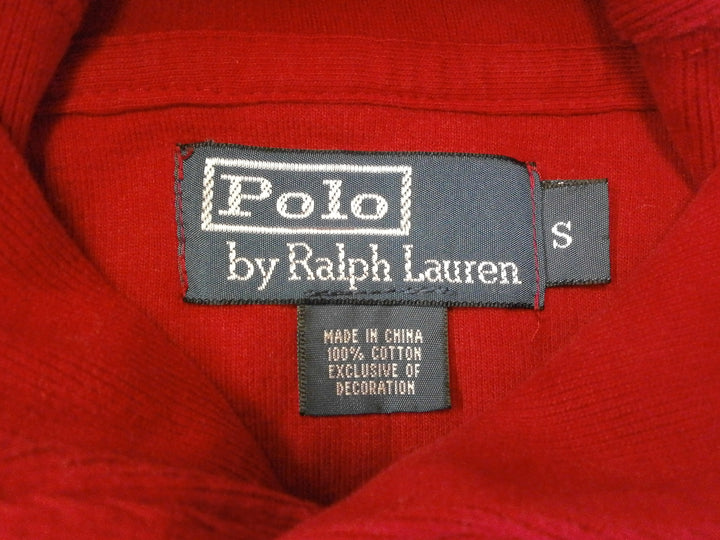 Polo
by Ralph Lauren
S
MADE IN CHINA
100% COTTON
EXCLUSIVE OF
DECORATION